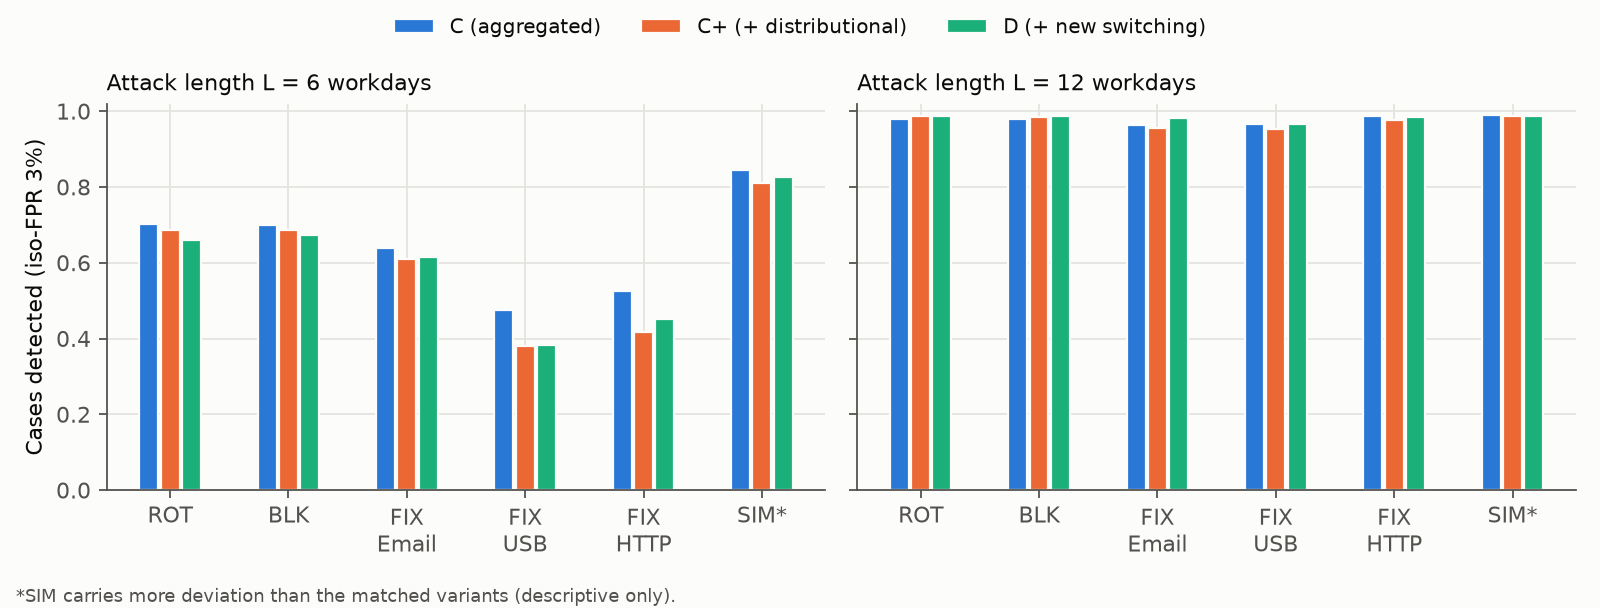 C (aggregated) C+ (+ distributional) D (+ new switching)
Attack length L = 6 workdays
Cases detected (iso-FPR 3%)
1.0
0.8
0.6
0.4
0.2
0.0
ROT BLK FIX FIX FIX SIM*
Email USB HTTP
Attack length L = 12 workdays
ROT BLK FIX FIX FIX SIM*
Email USB HTTP
*SIM carries more deviation than the matched variants (descriptive only).